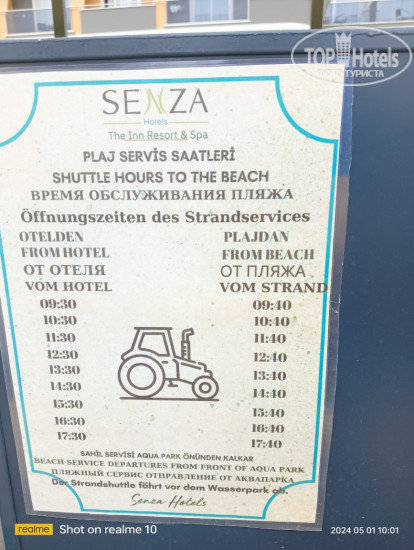 TOP Hotels
SENZA
Hotels
The Inn Resort & Spa
PLAJ SERVİS SAATLERİ
SHUTTLE HOURS TO THE BEACH
ВРЕМЯ ОБСЛУЖИВАНИЯ ПЛЯЖА
Öffnungszeiten des Strandservices
OTELDEN PLAJDAN
FROM HOTEL FROM BEACH
ОТ ОТЕЛЯ ОТ ПЛЯЖА
VOM HOTEL VOM STRAND
09:30 09:40
10:30 10:40
11:30 11:40
12:30 12:40
13:30 13:40
14:30 14:40
15:30 15:40
16:30 16:40
17:30 17:40
SAHİL SERVİSİ AQUA PARK ÖNÜNDEN KALKAR
BEACH SERVICE DEPARTURES FROM FRONT OF AQUA PARK
ПЛЯЖНЫЙ СЕРВИС ОТПРАВЛЕНИЕ ОТ АКВАПАРКА
Der Strandshuttle fährt vor dem Wasserpark ab.
Senza Hotels
realme Shot on realme 10 2024 05 01 10:01